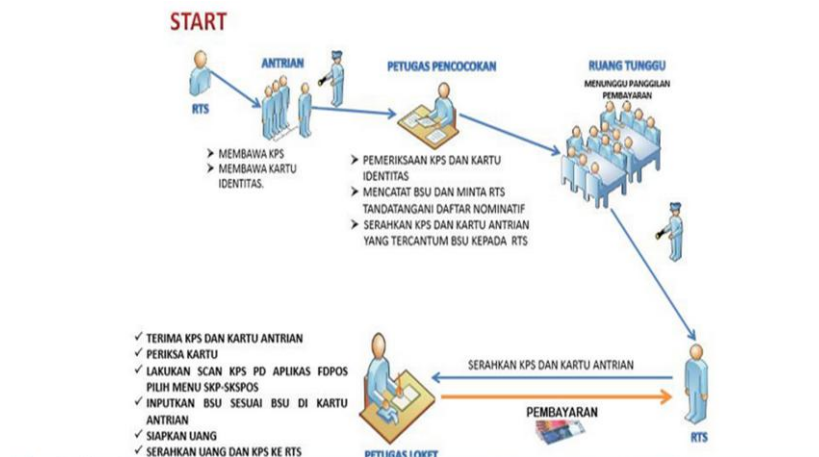 START
ANTRIAN
PETUGAS PENCOCOKAN
RUANG TUNGGU
MENUNGGU PANGGILAN
PEMBAYARAN
RTS
➤ MEMBAWA KPS
➤ MEMBAWA KARTU
IDENTITAS.
➤ PEMERIKSAAN KPS DAN KARTU
IDENTITAS
➤ MENCATAT BSU DAN MINTA RTS
TANDATANGANI DAFTAR NOMINATIF
➤ SERAHKAN KPS DAN KARTU ANTRIAN
YANG TERCANTUM BSU KEPADA RTS
✓ TERIMA KPS DAN KARTU ANTRIAN
✓ PERIKSA KARTU
✓ LAKUKAN SCAN KPS PD APLIKAS FDPOS
PILIH MENU SKP-SKSPOS
✓ INPUTKAN BSU SESUAI BSU DI KARTU
ANTRIAN
✓ SIAPKAN UANG
✓ SERAHKAN UANG DAN KPS KE RTS
PETUGAS LOKET
SERAHKAN KPS DAN KARTU ANTRIAN
PEMBAYARAN
RTS